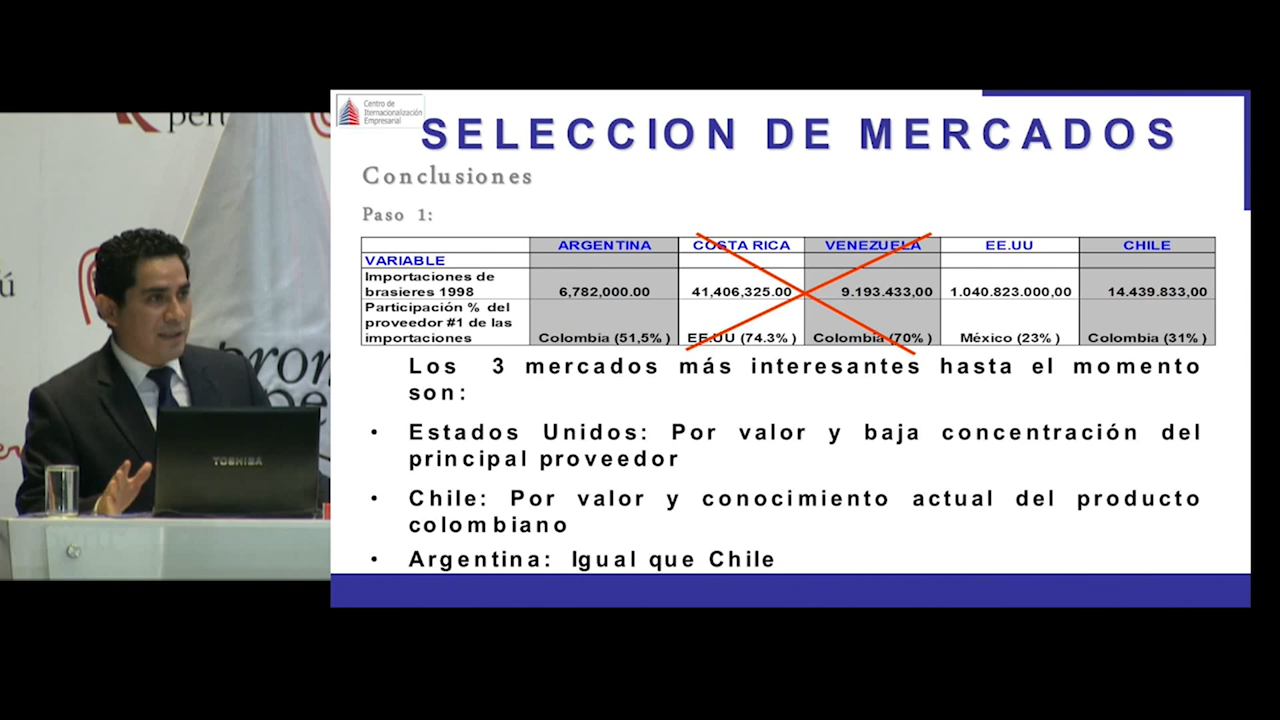 perú
ú
prom
pe
TOSHIBA
Centro de
Iternacionalización
Empresarial
SELECCION DE MERCADOS
Conclusiones
Paso 1:
ARGENTINA COSTA RICA VENEZUELA EE.UU CHILE
VARIABLE
Importaciones de
brasieres 1998 6,782,000.00 41,406,325.00 9.193.433,00 1.040.823.000,00 14.439.833,00
Participación % del
proveedor #1 de las
importaciones Colombia (51,5% ) EE.UU (74.3% ) Colombia (70% ) México (23% ) Colombia (31% )
Los 3 mercados más interesantes hasta el momento
son:
• Estados Unidos: Por valor y baja concentración del
principal proveedor
• Chile: Por valor y conocimiento actual del producto
colombiano
• Argentina: Igual que Chile